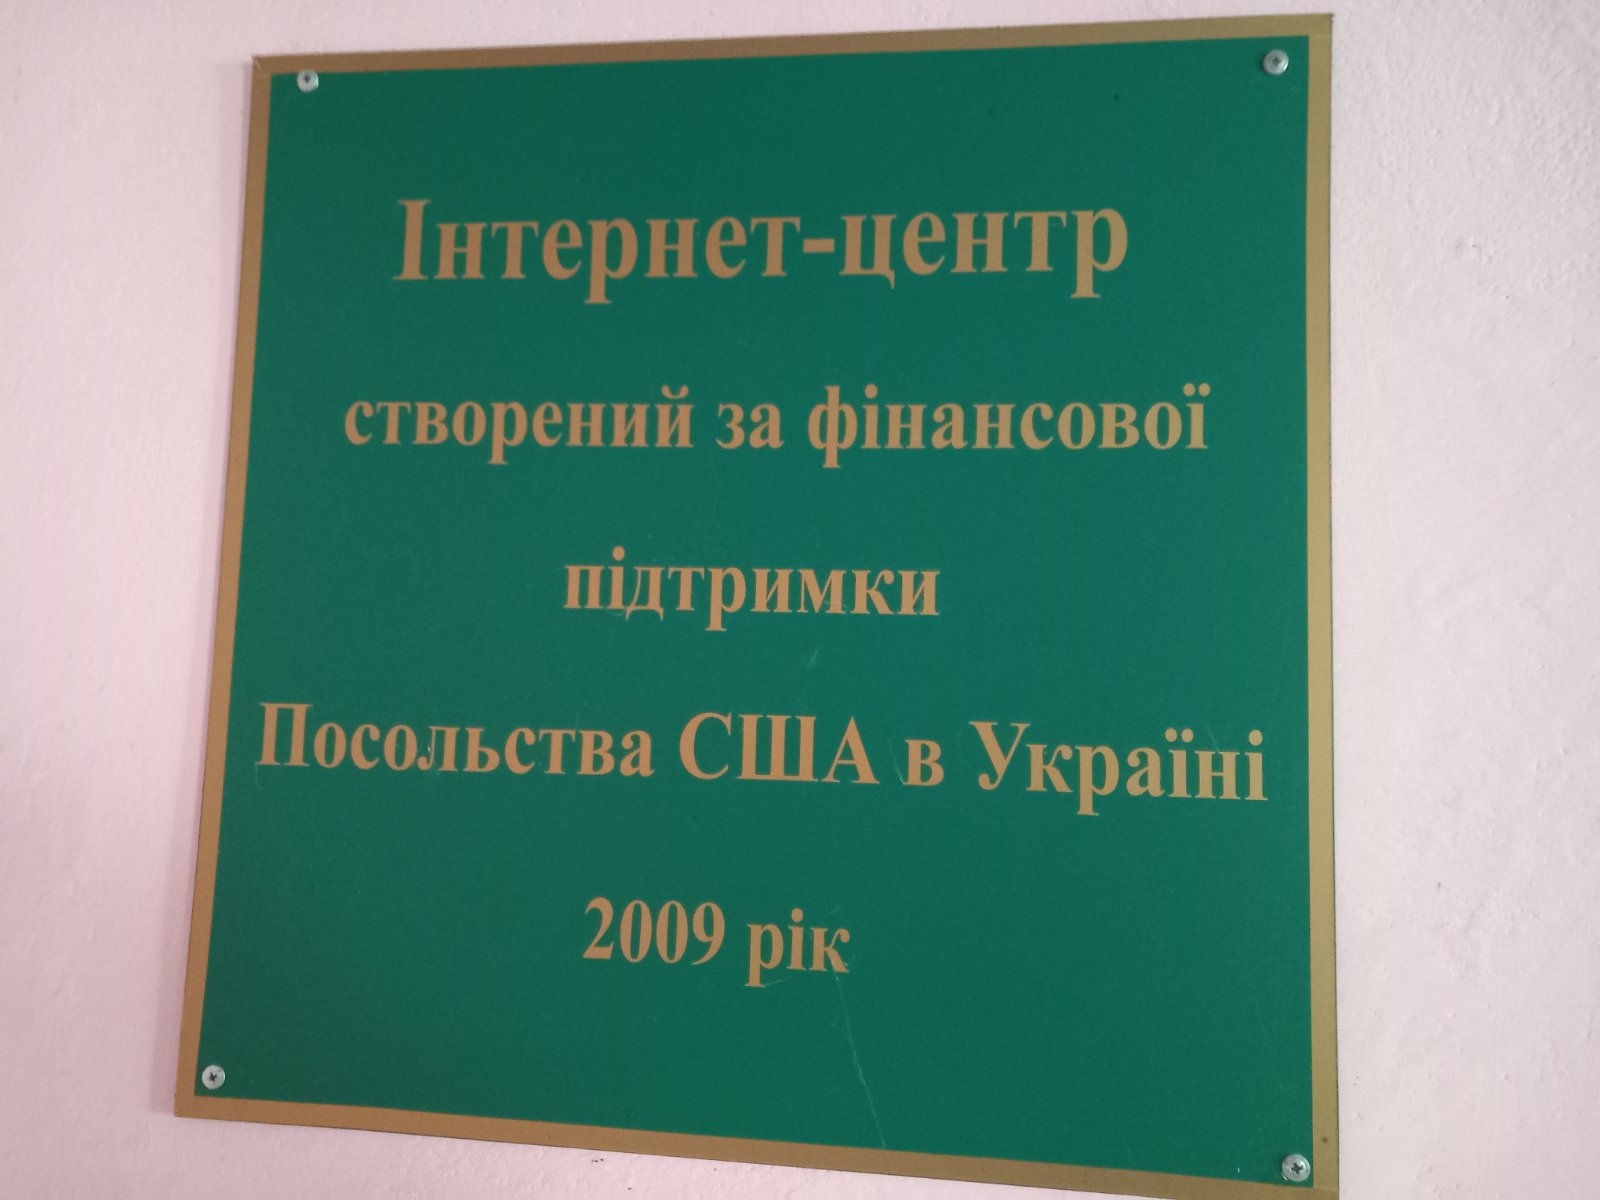 Інтернет-центр
створений за фінансової
підтримки
Посольства США в Україні
2009 рік